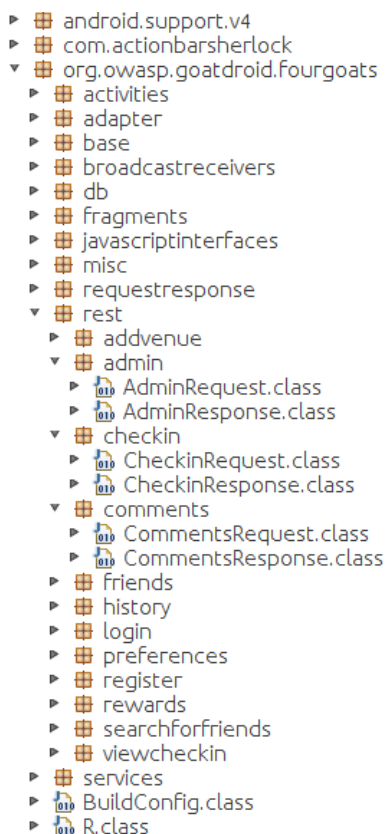 android.support.v4
com.actionbarsherlock
org.owasp.goatdroid.fourgoats
activities
adapter
base
broadcastreceivers
db
fragments
javascriptinterfaces
misc
requestresponse
rest
addvenue
admin
AdminRequest.class
AdminResponse.class
checkin
CheckinRequest.class
CheckinResponse.class
comments
CommentsRequest.class
CommentsResponse.class
friends
history
login
preferences
register
rewards
searchforfriends
viewcheckin
services
BuildConfig.class
R.class